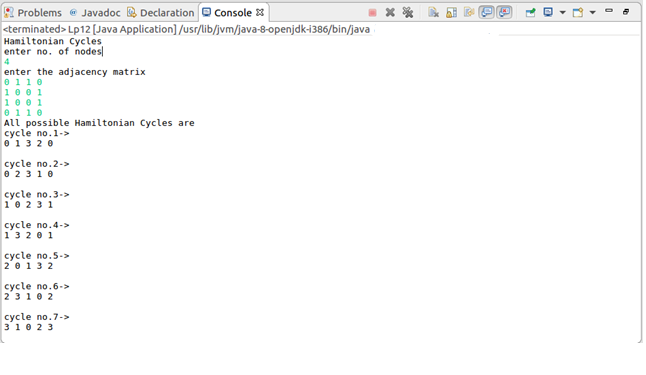 Problems @ Javadoc Declaration Console
<terminated> Lp12 [Java Application] /usr/lib/jvm/java-8-openjdk-i386/bin/java
Hamiltonian Cycles
enter no. of nodes
4
enter the adjacency matrix
0 1 1 0
1 0 0 1
1 0 0 1
0 1 1 0
All possible Hamiltonian Cycles are
cycle no.1->
0 1 3 2 0
cycle no.2->
0 2 3 1 0
cycle no.3->
1 0 2 3 1
cycle no.4->
1 3 2 0 1
cycle no.5->
2 0 1 3 2
cycle no.6->
2 3 1 0 2
cycle no.7->
3 1 0 2 3